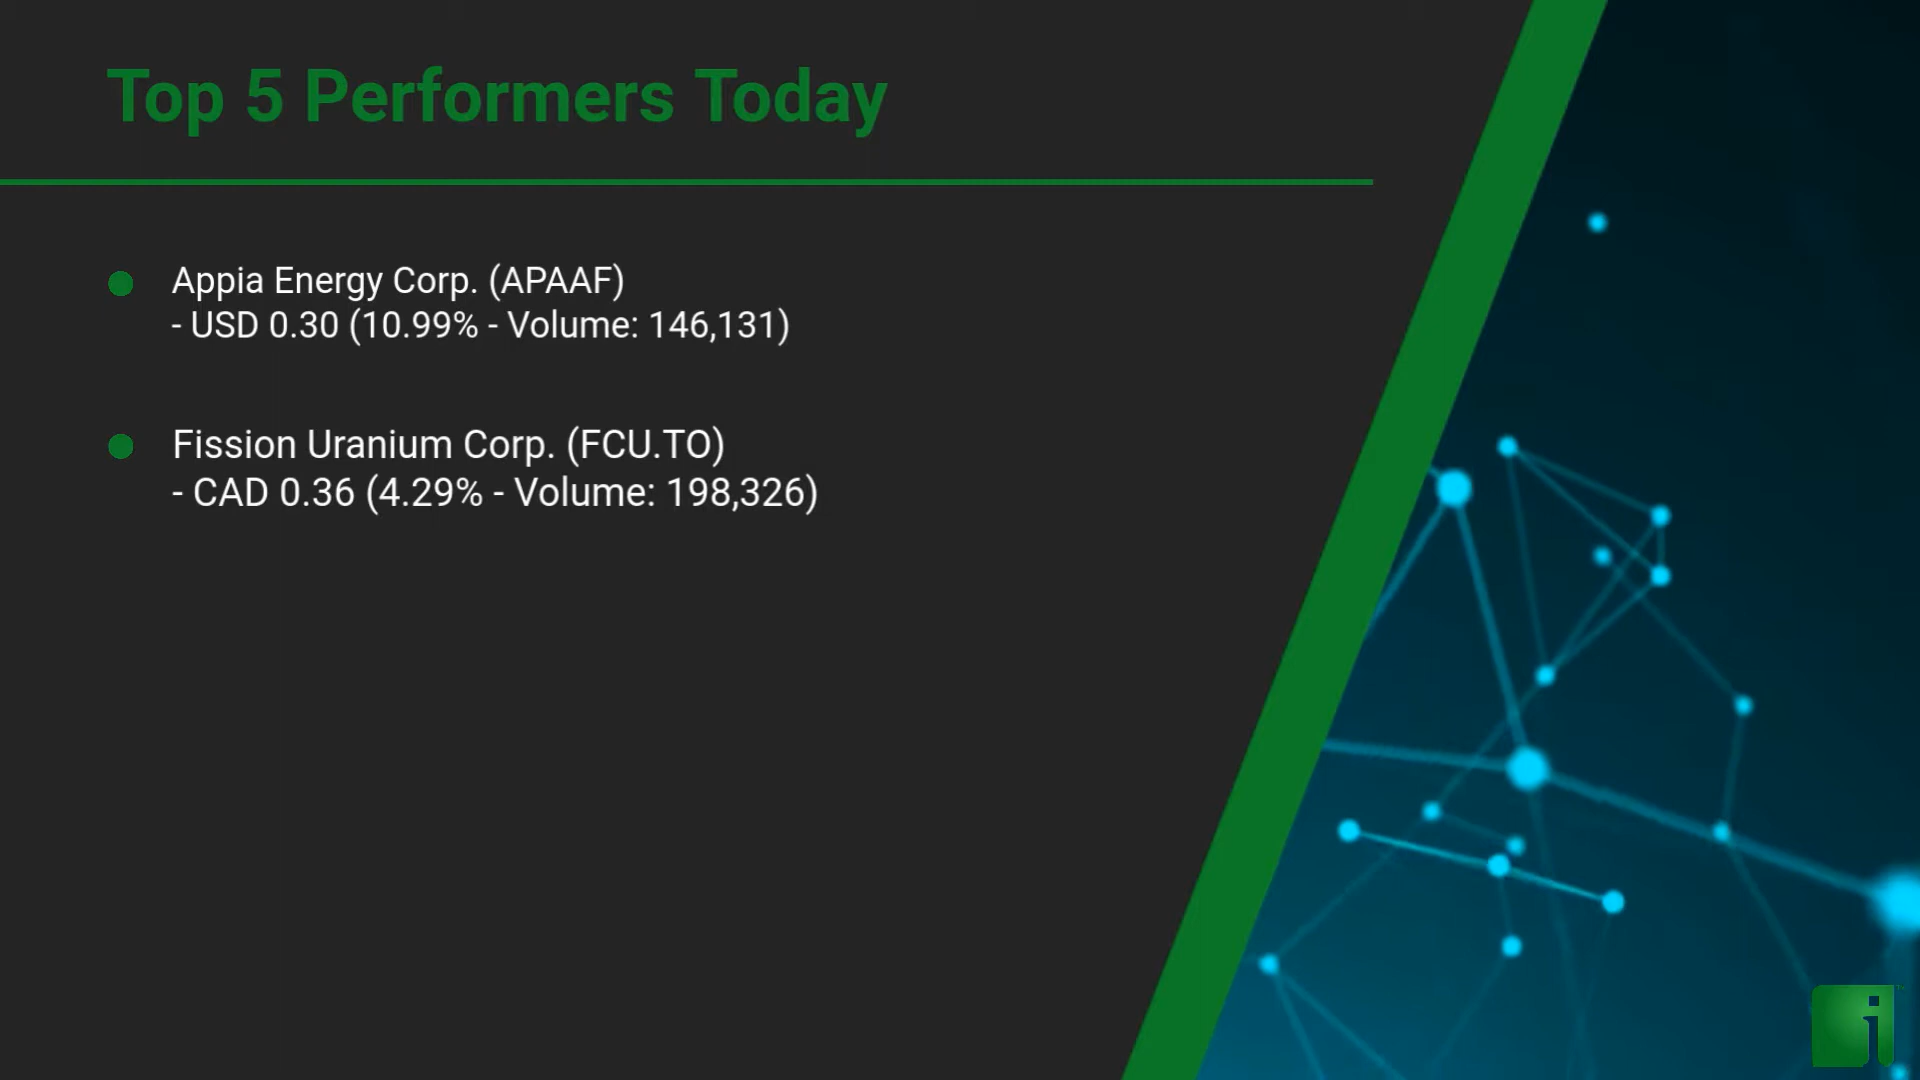 Top 5 Performers Today
Appia Energy Corp. (APAAF)
- USD 0.30 (10.99% - Volume: 146,131)
Fission Uranium Corp. (FCU.TO)
- CAD 0.36 (4.29% - Volume: 198,326)
i